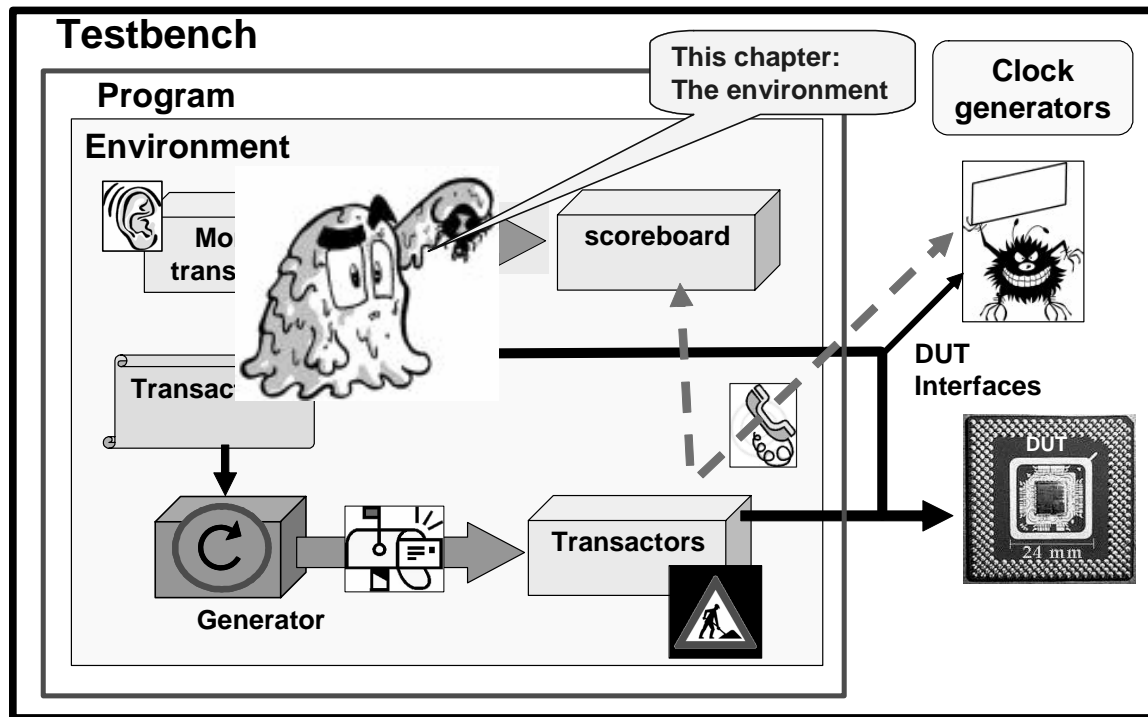 Testbench
This chapter:
The environment
Clock
generators
Program
Environment
Mo
trans
scoreboard
DUT
Interfaces
Transac
DUT
24 mm
Transactors
Generator